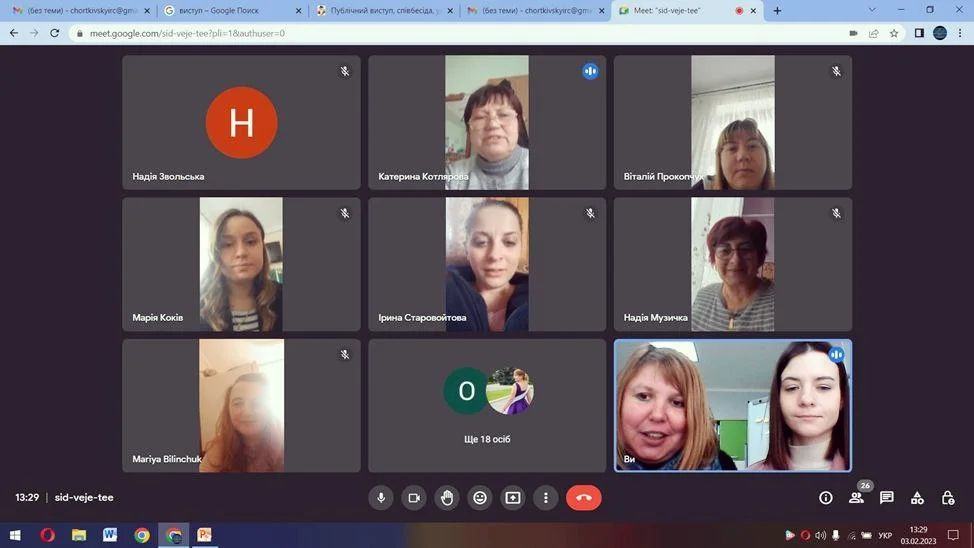 (без теми) - chortkivskyirc@gma
виступ – Google Поиск
Публічний виступ, співбесіда, у
(без теми) - chortkivskyirc@gma
Meet: "sid-veje-tee"
meet.google.com/sid-veje-tee?pli=1&authuser=0
Н
Надія Звольська
Катерина Котлярова
Віталій Прокопчук
Марія Коків
Ірина Старовойтова
Надія Музичка
Mariya Bilinchuk
О
Ще 18 осіб
Ви
13:29 | sid-veje-tee
26
УКР
13:29
03.02.2023